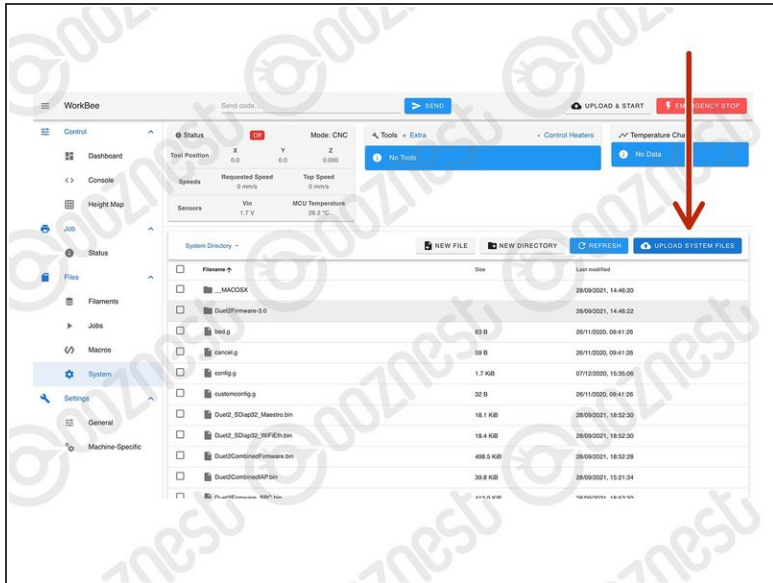 WorkBee
Send code...
SEND
UPLOAD & START
EMERGENCY STOP
Control
Dashboard
Console
Height Map
Job
Status
Files
Filaments
Jobs
Macros
System
Settings
General
Machine-Specific
Status Off Mode: CNC
Tool Position X Y Z
0.0 0.0 0.000
Speeds Requested Speed Top Speed
0 mm/s 0 mm/s
Sensors Vin MCU Temperature
1.7 V 26.2 °C
Tools + Extra Control Heaters
No Tools
Temperature Cha
No Data
System Directory
NEW FILE NEW DIRECTORY REFRESH UPLOAD SYSTEM FILES
Filename Size Last modified
__MACOSX 28/09/2021, 14:46:20
Duet2Firmware-3.0 28/09/2021, 14:46:22
bed.g 63 B 26/11/2020, 09:41:26
cancel.g 59 B 26/11/2020, 09:41:26
config.g 1.7 KiB 07/12/2020, 15:35:06
customconfig.g 32 B 26/11/2020, 09:41:26
Duet2_SDiap32_Maestro.bin 18.1 KiB 28/09/2021, 18:52:30
Duet2_SDiap32_WiFiEth.bin 18.4 KiB 28/09/2021, 18:52:30
Duet2CombinedFirmware.bin 498.5 KiB 28/09/2021, 18:52:28
Duet2CombinedIAP.bin 39.8 KiB 28/09/2021, 15:21:34
Duet2Firmware_SBC.bin 28/09/2021, 18:52:30